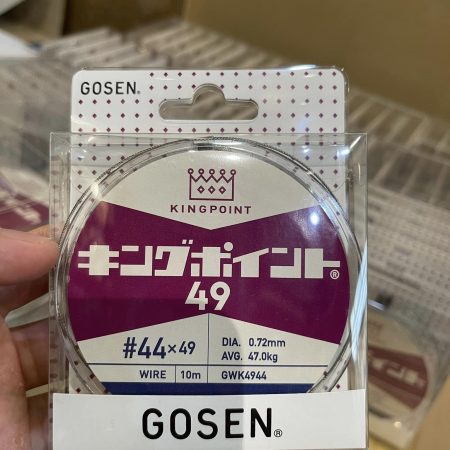 GOSEN®
KINGPOINT
キングポイント®
49
#44×49
DIA. 0.72mm
AVG. 47.0kg
WIRE 10m GWK4944
GOSEN®